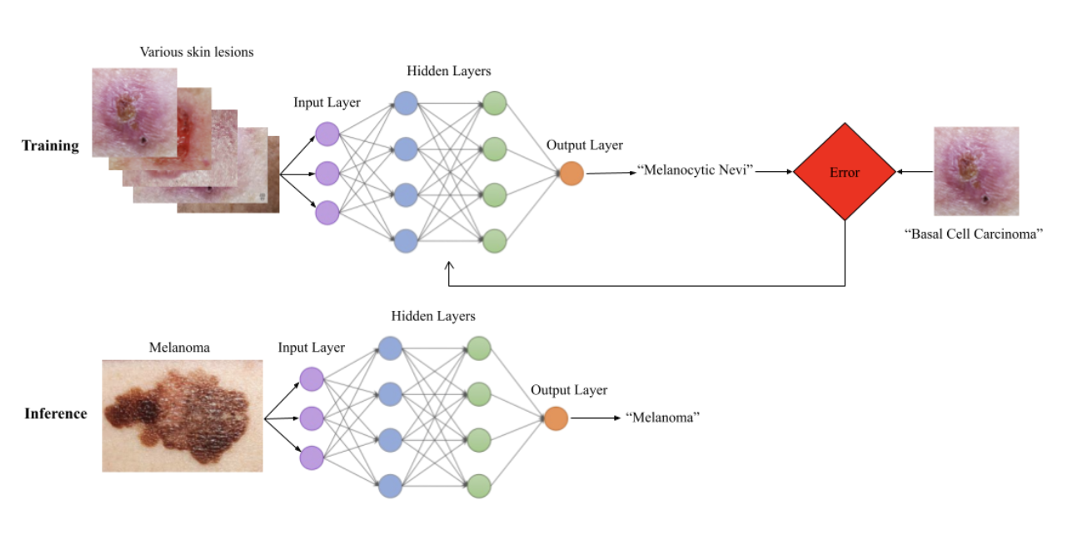 Various skin lesions
Hidden Layers
Input Layer
Training
Output Layer
“Melanocytic Nevi”
Error
“Basal Cell Carcinoma”
Hidden Layers
Melanoma
Input Layer
Output Layer
Inference
“Melanoma”